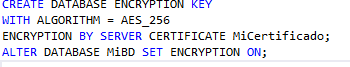 CREATE DATABASE ENCRYPTION KEY
WITH ALGORITHM = AES_256
ENCRYPTION BY SERVER CERTIFICATE MiCertificado;
ALTER DATABASE MiBD SET ENCRYPTION ON;